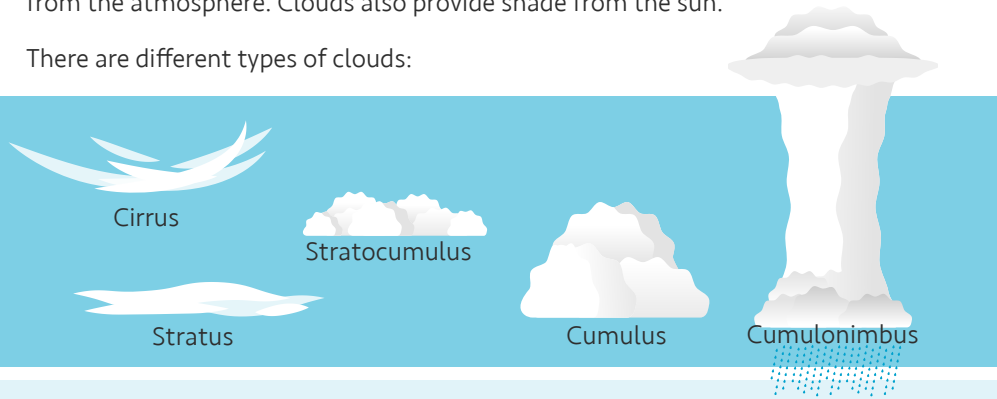 from the atmosphere. Clouds also provide shade from the sun.
There are different types of clouds:
Cirrus
Stratocumulus
Stratus
Cumulus
Cumulonimbus